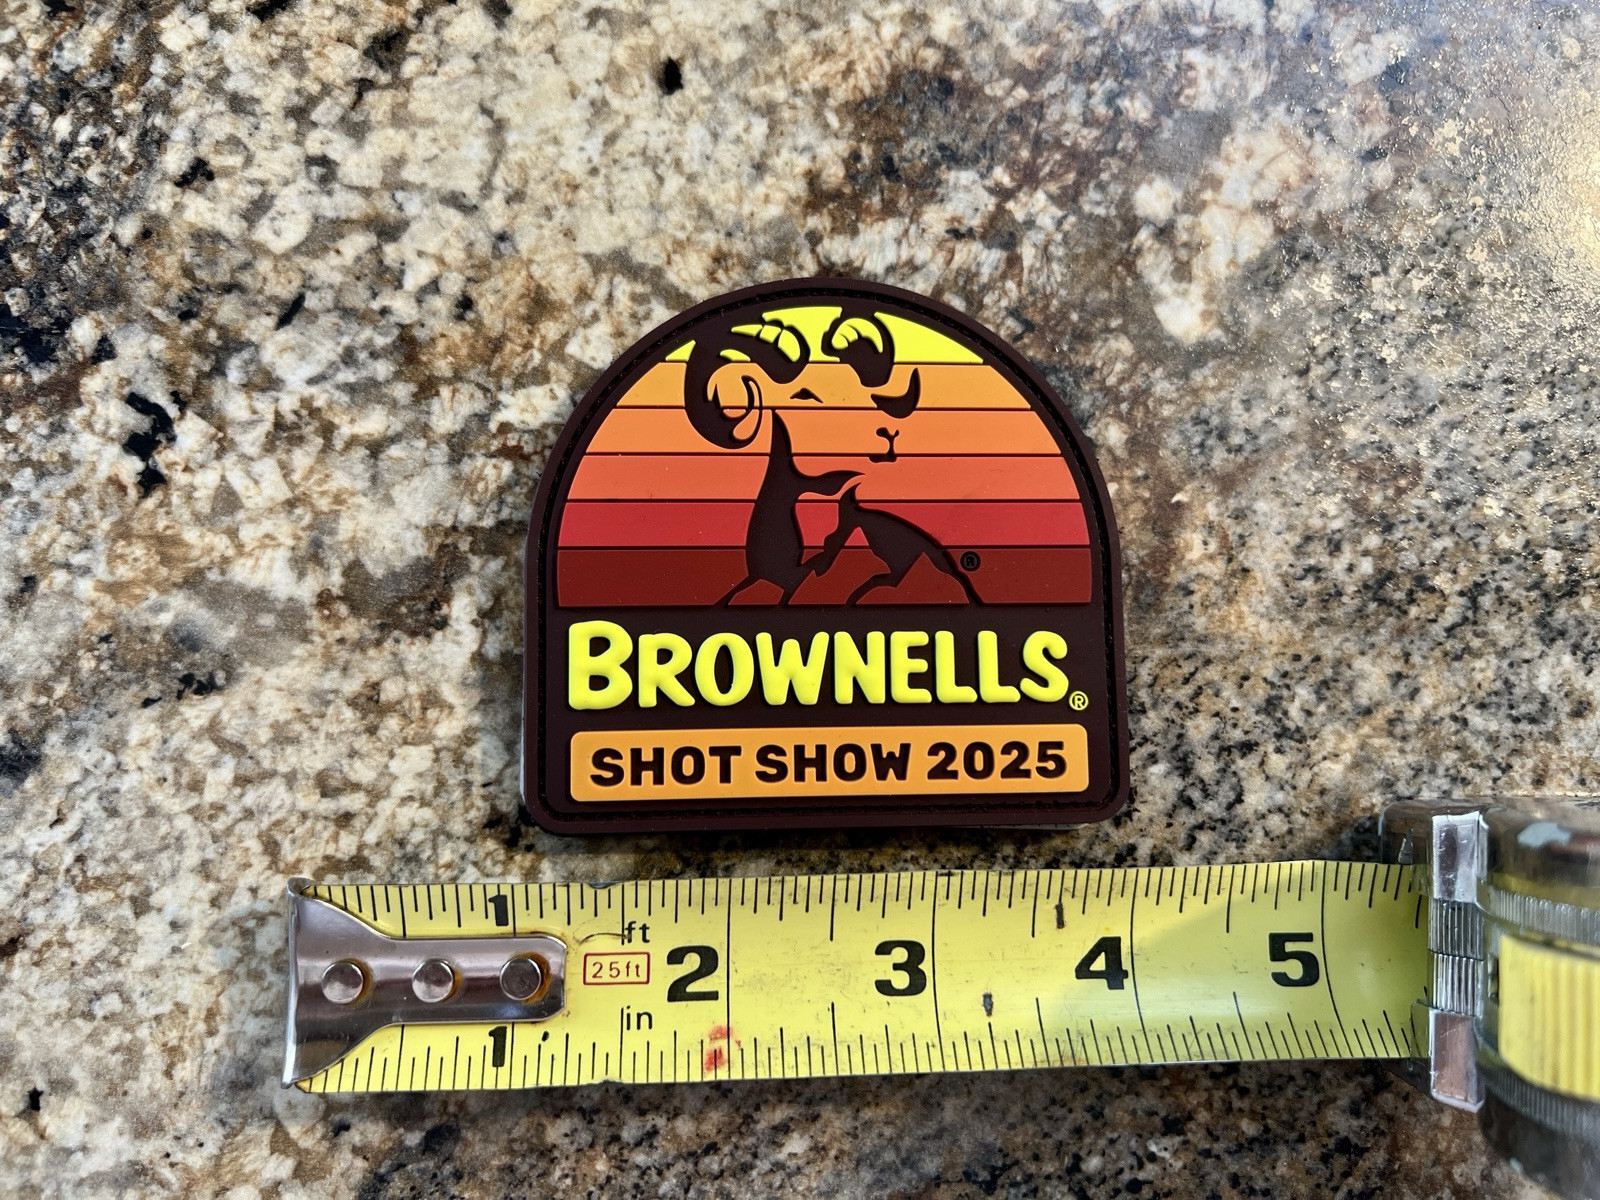 ®
BROWNELLS®
SHOT SHOW 2025
1 ft
25ft 2 3 4 5
1 in